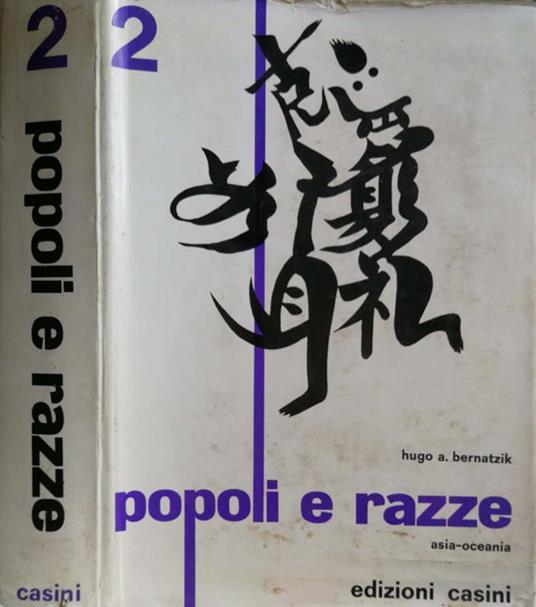 2
popoli e razze
casini
2
hugo a. bernatzik
popoli e razze
asia-oceania
edizioni casini